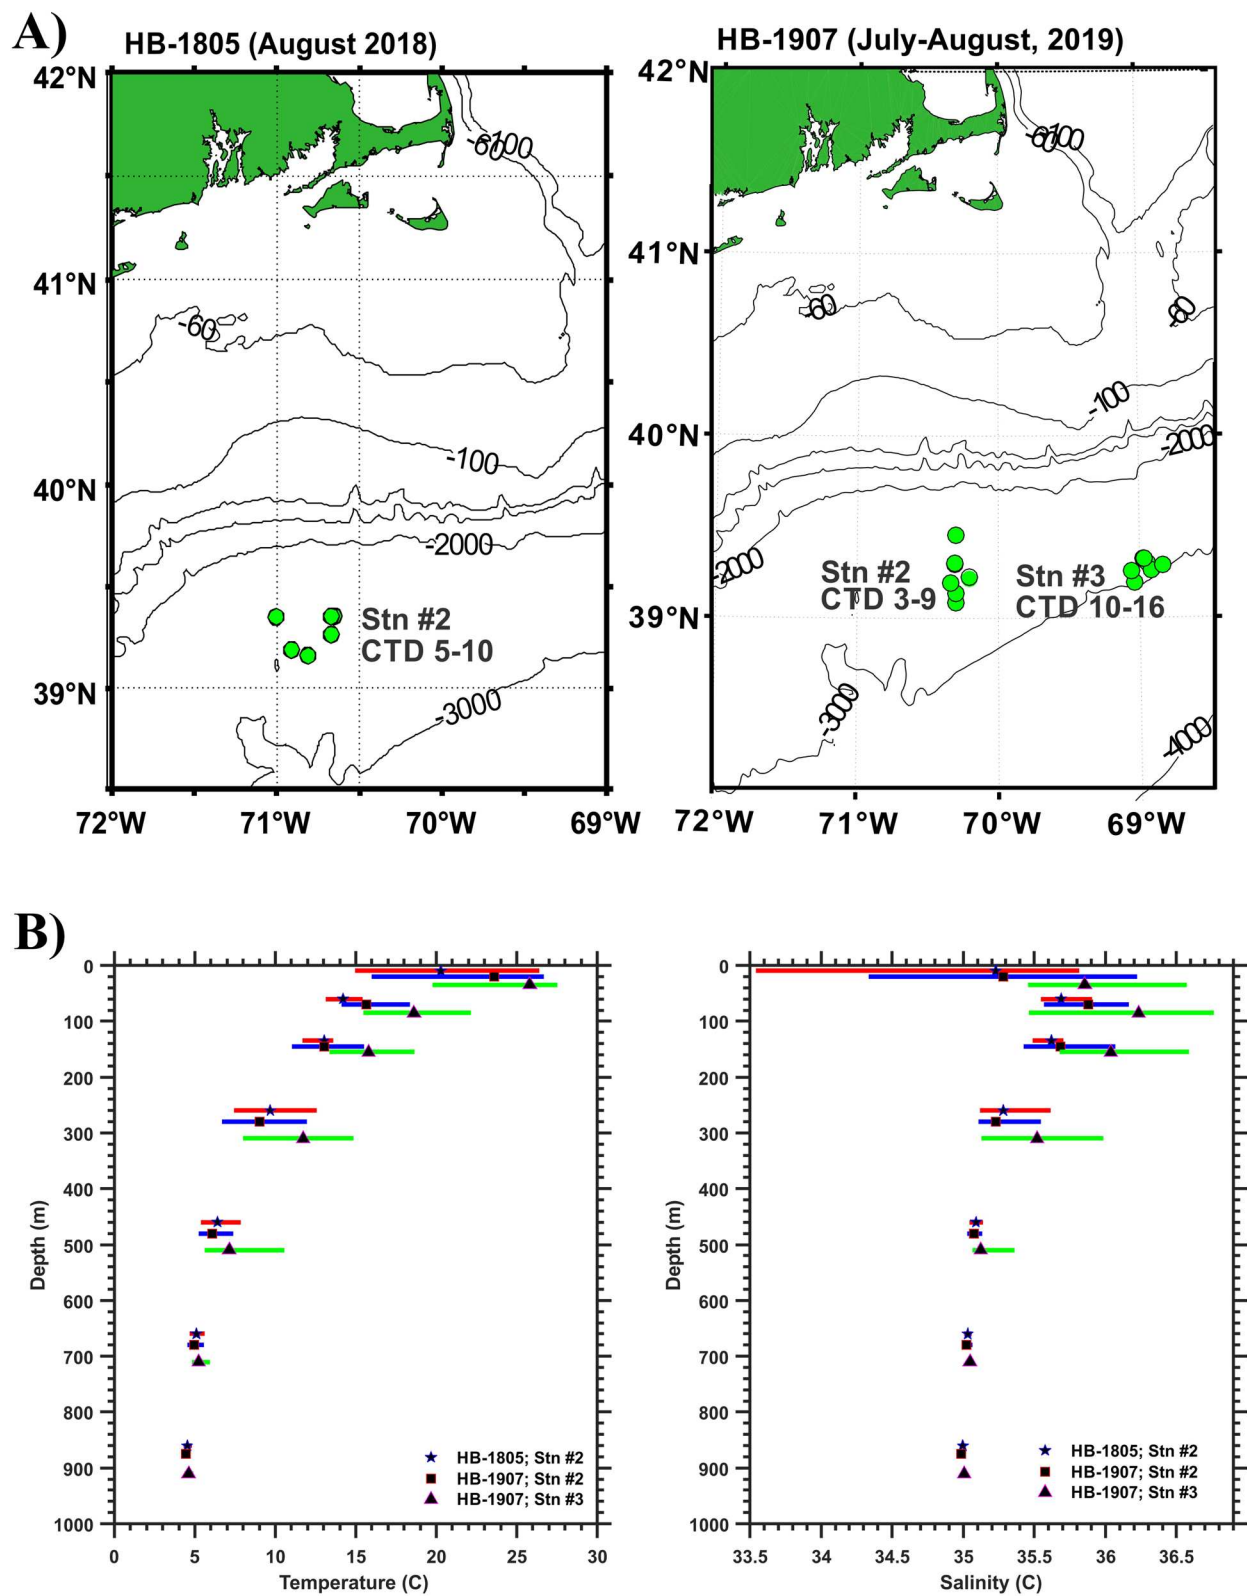 A)
HB-1805 (August 2018)
HB-1907 (July-August, 2019)
42°N
41°N
40°N
39°N
72°W
71°W
70°W
69°W
-60
-100
-60
-100
-2000
-3000
Stn #2
CTD 5-10
42°N
41°N
40°N
39°N
72°W
71°W
70°W
69°W
-60
-100
-60
-60
-100
-2000
-2000
-3000
-4000
Stn #2
CTD 3-9
Stn #3
CTD 10-16
B)
0
100
200
300
400
500
600
700
800
900
1000
Depth (m)
HB-1805; Stn #2
HB-1907; Stn #2
HB-1907; Stn #3
0 5 10 15 20 25 30
Temperature (C)
0
100
200
300
400
500
600
700
800
900
1000
Depth (m)
HB-1805; Stn #2
HB-1907; Stn #2
HB-1907; Stn #3
33.5 34 34.5 35 35.5 36 36.5
Salinity (C)